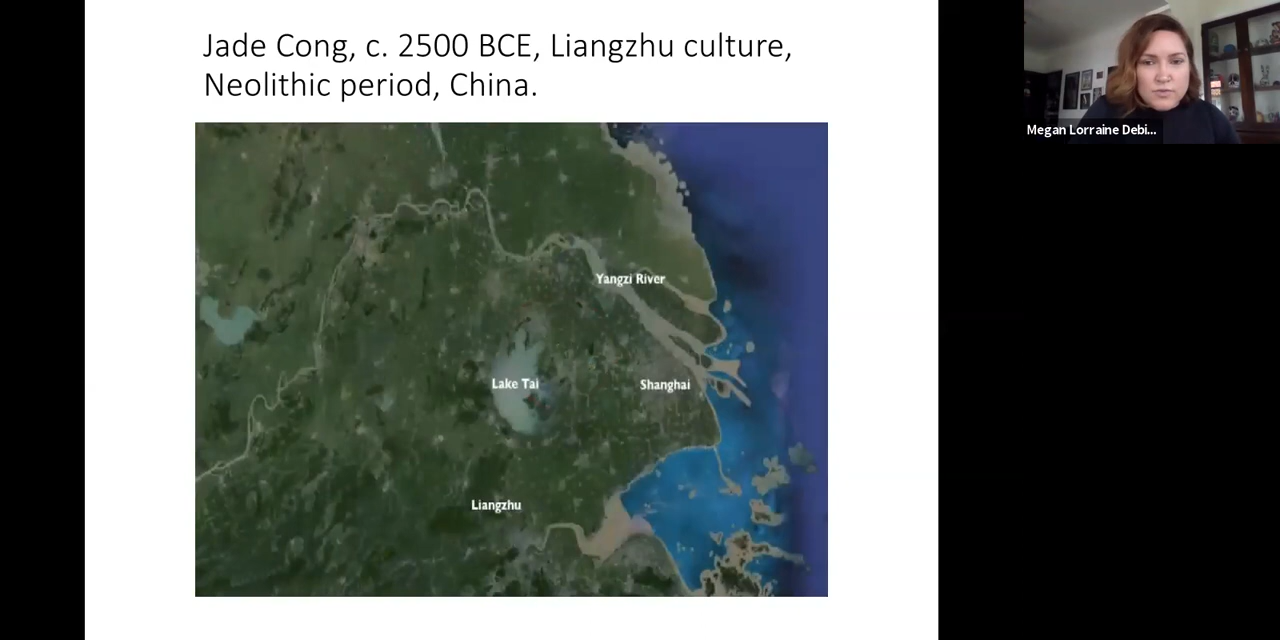 Jade Cong, c. 2500 BCE, Liangzhu culture,
Neolithic period, China.
Megan Lorraine Debi...
Yangzi River
Lake Tai
Shanghai
Liangzhu